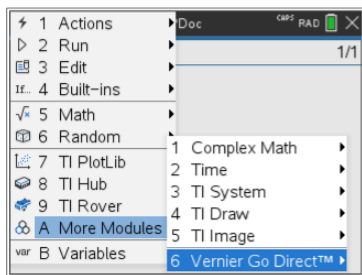 1 Actions
2 Run
3 Edit
If... 4 Built-ins
√x 5 Math
6 Random
7 TI PlotLib
8 TI Hub
9 TI Rover
A More Modules
var B Variables
Doc CAPS RAD
1/1
1 Complex Math
2 Time
3 TI System
4 TI Draw
5 TI Image
6 Vernier Go Direct™